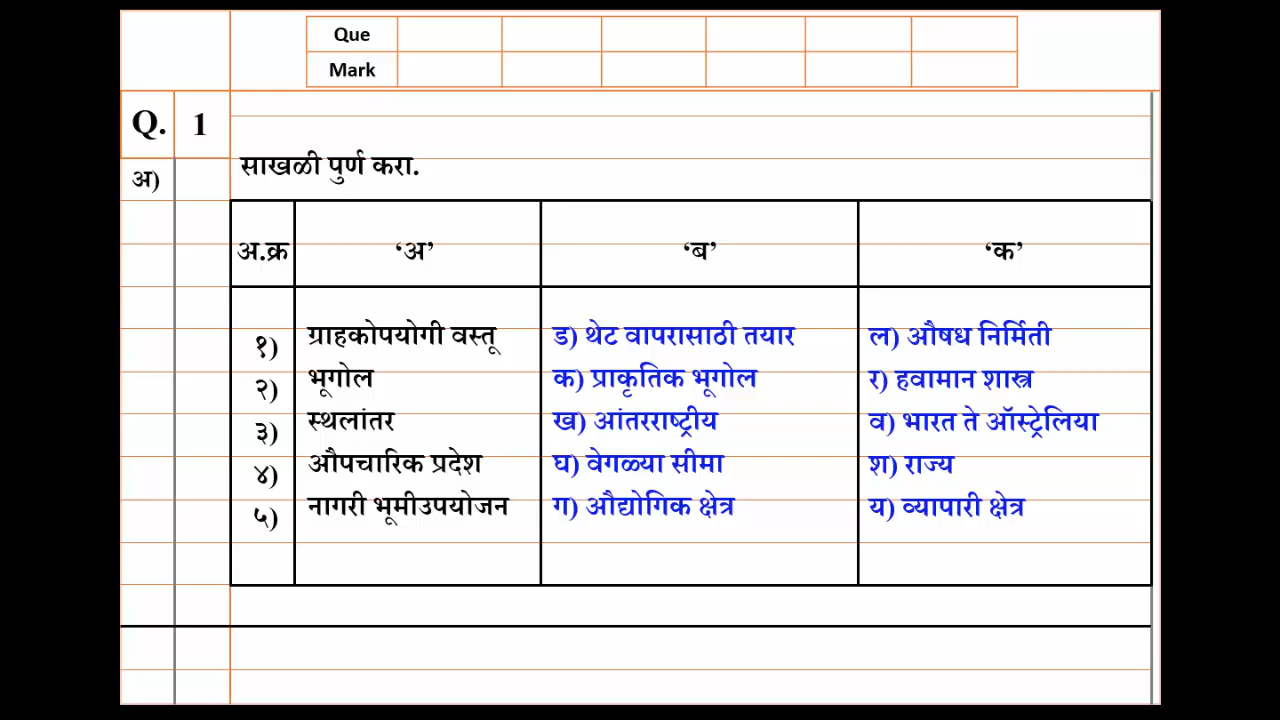 Que
Mark
Q. 1
अ) साखळी पुर्ण करा.
अ.क्र ‘अ’ ‘ब’ ‘क’
१) ग्राहकोपयोगी वस्तू ड) थेट वापरासाठी तयार ल) औषध निर्मिती
२) भूगोल क) प्राकृतिक भूगोल र) हवामान शास्त्र
३) स्थलांतर ख) आंतरराष्ट्रीय व) भारत ते ऑस्ट्रेलिया
४) औपचारिक प्रदेश घ) वेगळ्या सीमा श) राज्य
५) नागरी भूमीउपयोजन ग) औद्योगिक क्षेत्र य) व्यापारी क्षेत्र